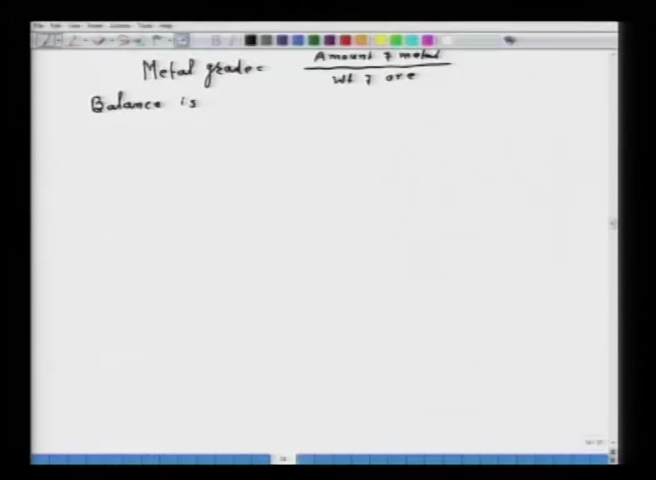 Metal grade = Amount of metal
Wt of ore
Balance is